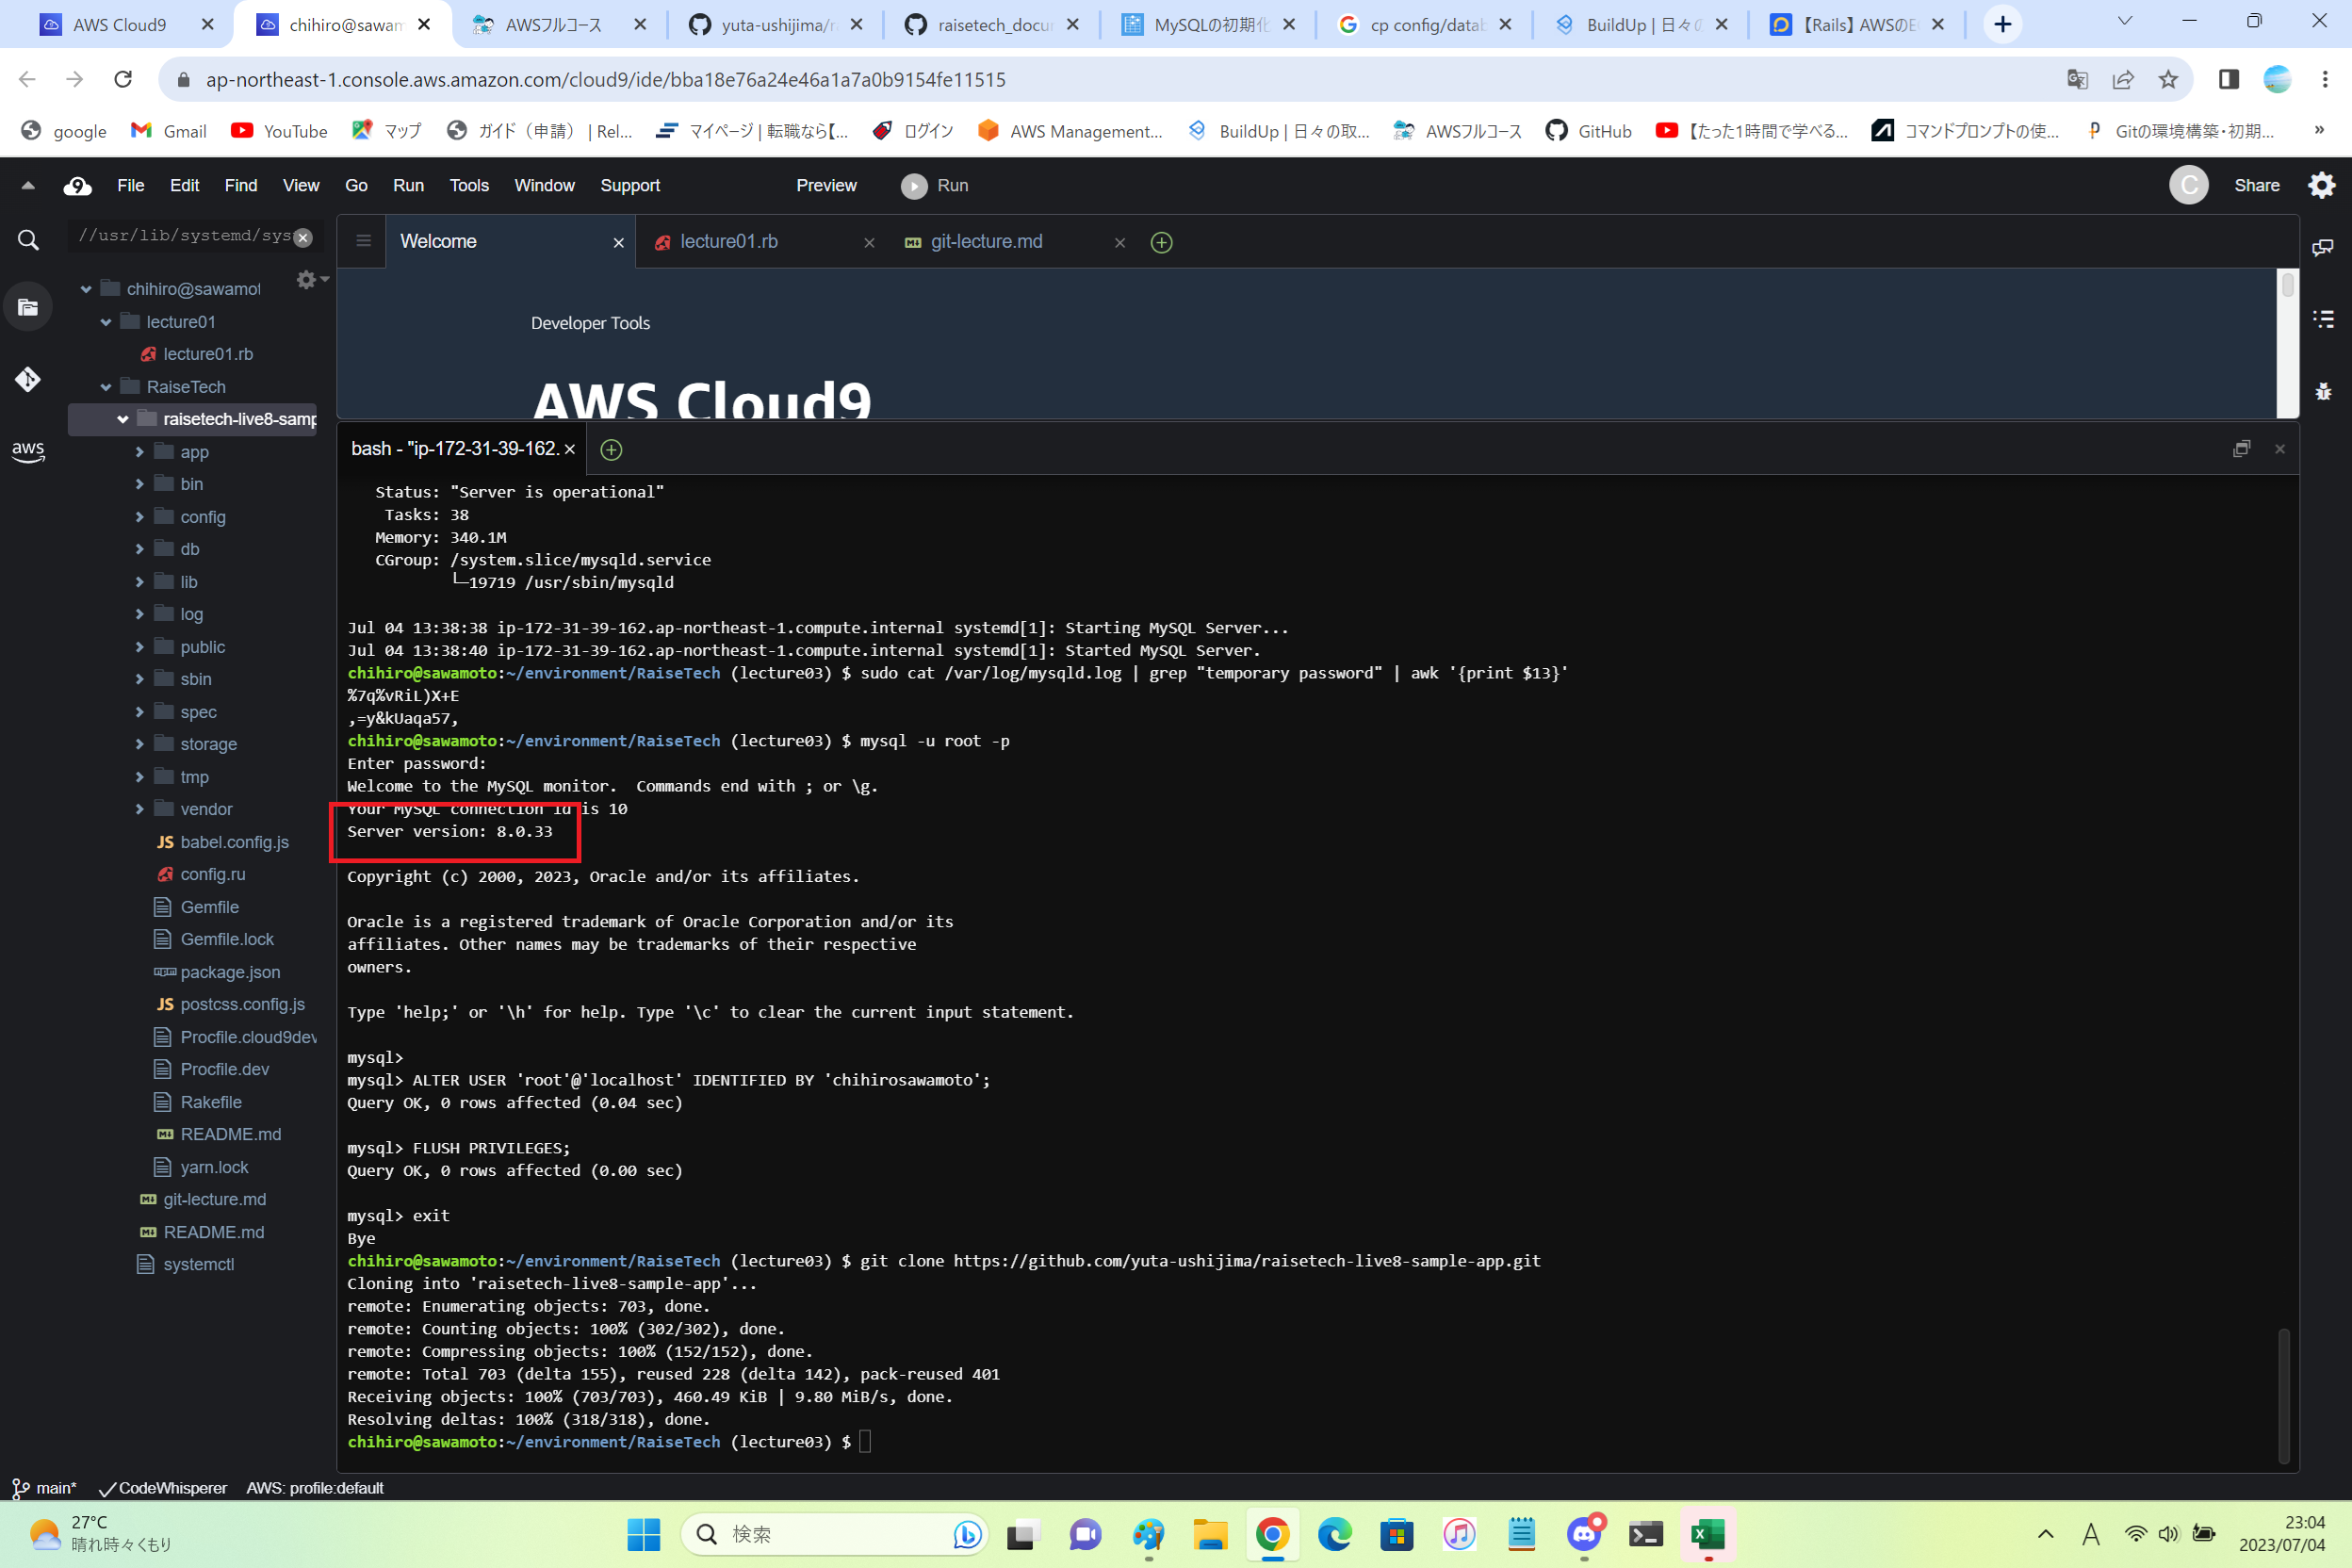 AWS Cloud9
chihiro@sawam
AWSフルコース
yuta-ushijima/r
raisetech_docu
MySQLの初期化
cp config/datab
BuildUp | 日々の
【Rails】AWSのE
ap-northeast-1.console.aws.amazon.com/cloud9/ide/bba18e76a24e46a1a7a0b9154fe11515
google
Gmail
YouTube
マップ
ガイド（申請） | Rel...
マイページ | 転職なら【...
ログイン
AWS Management...
BuildUp | 日々の取...
AWSフルコース
GitHub
【たった1時間で学べる...
コマンドプロンプトの使...
Gitの環境構築・初期...
»
File Edit Find View Go Run Tools Window Support Preview Run
C Share
//usr/lib/systemd/sys
Welcome
lecture01.rb
git-lecture.md
aws
chihiro@sawamot
lecture01
lecture01.rb
RaiseTech
raisetech-live8-samp
app
bin
config
db
lib
log
public
sbin
spec
storage
tmp
vendor
babel.config.js
config.ru
Gemfile
Gemfile.lock
package.json
postcss.config.js
Procfile.cloud9dev
Procfile.dev
Rakefile
README.md
yarn.lock
git-lecture.md
README.md
systemctl
Developer Tools
AWS Cloud9
bash - "ip-172-31-39-162.
Status: "Server is operational"
Tasks: 38
Memory: 340.1M
CGroup: /system.slice/mysqld.service
└─19719 /usr/sbin/mysqld
Jul 04 13:38:38 ip-172-31-39-162.ap-northeast-1.compute.internal systemd[1]: Starting MySQL Server...
Jul 04 13:38:40 ip-172-31-39-162.ap-northeast-1.compute.internal systemd[1]: Started MySQL Server.
chihiro@sawamoto:~/environment/RaiseTech (lecture03) $ sudo cat /var/log/mysqld.log | grep "temporary password" | awk '{print $13}'
%7q%vRiL)X+E
,=y&kUaqa57,
chihiro@sawamoto:~/environment/RaiseTech (lecture03) $ mysql -u root -p
Enter password:
Welcome to the MySQL monitor.  Commands end with ; or \g.
Your MySQL connection id is 10
Server version: 8.0.33
Copyright (c) 2000, 2023, Oracle and/or its affiliates.
Oracle is a registered trademark of Oracle Corporation and/or its
affiliates. Other names may be trademarks of their respective
owners.
Type 'help;' or '\h' for help. Type '\c' to clear the current input statement.
mysql>
mysql> ALTER USER 'root'@'localhost' IDENTIFIED BY 'chihirosawamoto';
Query OK, 0 rows affected (0.04 sec)
mysql> FLUSH PRIVILEGES;
Query OK, 0 rows affected (0.00 sec)
mysql> exit
Bye
chihiro@sawamoto:~/environment/RaiseTech (lecture03) $ git clone https://github.com/yuta-ushijima/raisetech-live8-sample-app.git
Cloning into 'raisetech-live8-sample-app'...
remote: Enumerating objects: 703, done.
remote: Counting objects: 100% (302/302), done.
remote: Compressing objects: 100% (152/152), done.
remote: Total 703 (delta 155), reused 228 (delta 142), pack-reused 401
Receiving objects: 100% (703/703), 460.49 KiB | 9.80 MiB/s, done.
Resolving deltas: 100% (318/318), done.
chihiro@sawamoto:~/environment/RaiseTech (lecture03) $
main* CodeWhisperer AWS: profile:default
27°C
晴れ時々くもり
検索
A
23:04
2023/07/04